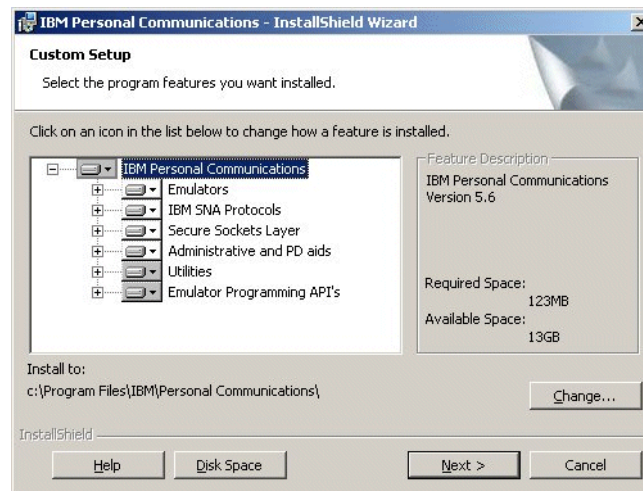 IBM Personal Communications - InstallShield Wizard
Custom Setup
Select the program features you want installed.
Click on an icon in the list below to change how a feature is installed.
IBM Personal Communications
Emulators
IBM SNA Protocols
Secure Sockets Layer
Administrative and PD aids
Utilities
Emulator Programming API's
Feature Description
IBM Personal Communications
Version 5.6
Required Space:
123MB
Available Space:
13GB
Install to:
c:\Program Files\IBM\Personal Communications\
Change...
InstallShield
Help Disk Space Next > Cancel